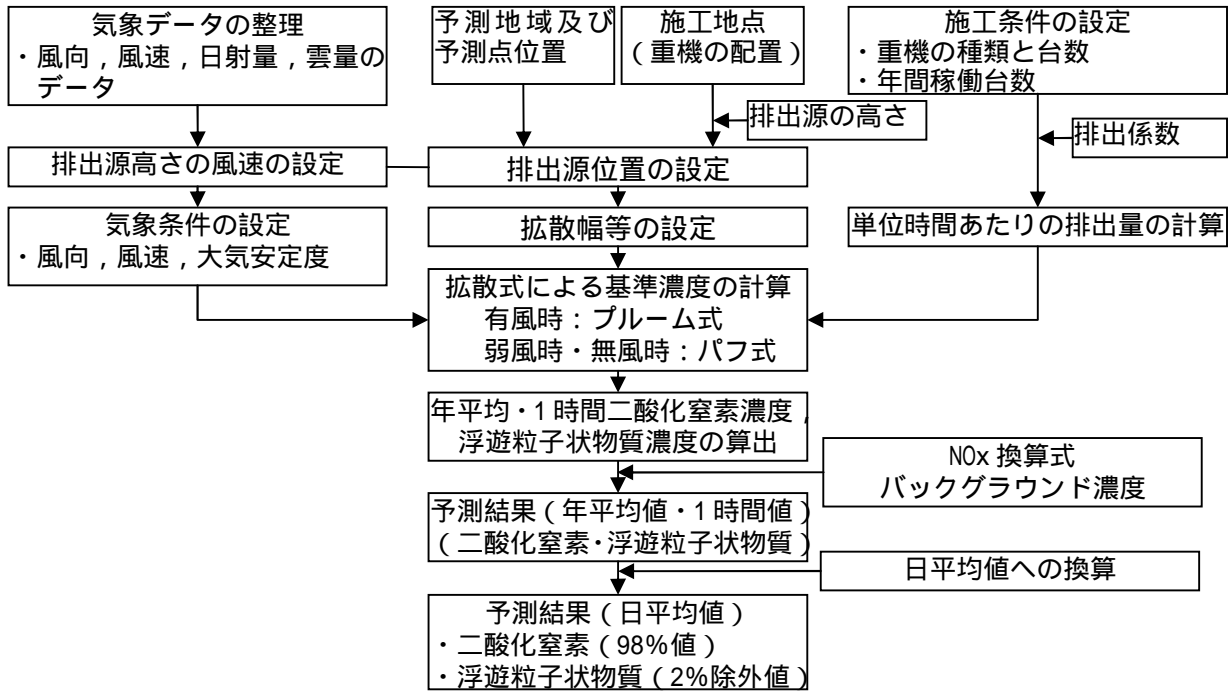 気象データの整理
・風向，風速，日射量，雲量の
データ
予測地域及び
予測点位置
施工地点
（重機の配置）
施工条件の設定
・重機の種類と台数
・年間稼働台数
排出源の高さ
排出係数
排出源高さの風速の設定
排出源位置の設定
気象条件の設定
・風向，風速，大気安定度
拡散幅等の設定
単位時間あたりの排出量の計算
拡散式による基準濃度の計算
有風時：プルーム式
弱風時・無風時：パフ式
年平均・1時間二酸化窒素濃度，
浮遊粒子状物質濃度の算出
NOx 換算式
バックグラウンド濃度
予測結果（年平均値・1時間値）
（二酸化窒素・浮遊粒子状物質）
日平均値への換算
予測結果（日平均値）
・二酸化窒素（98%値）
・浮遊粒子状物質（2%除外値）